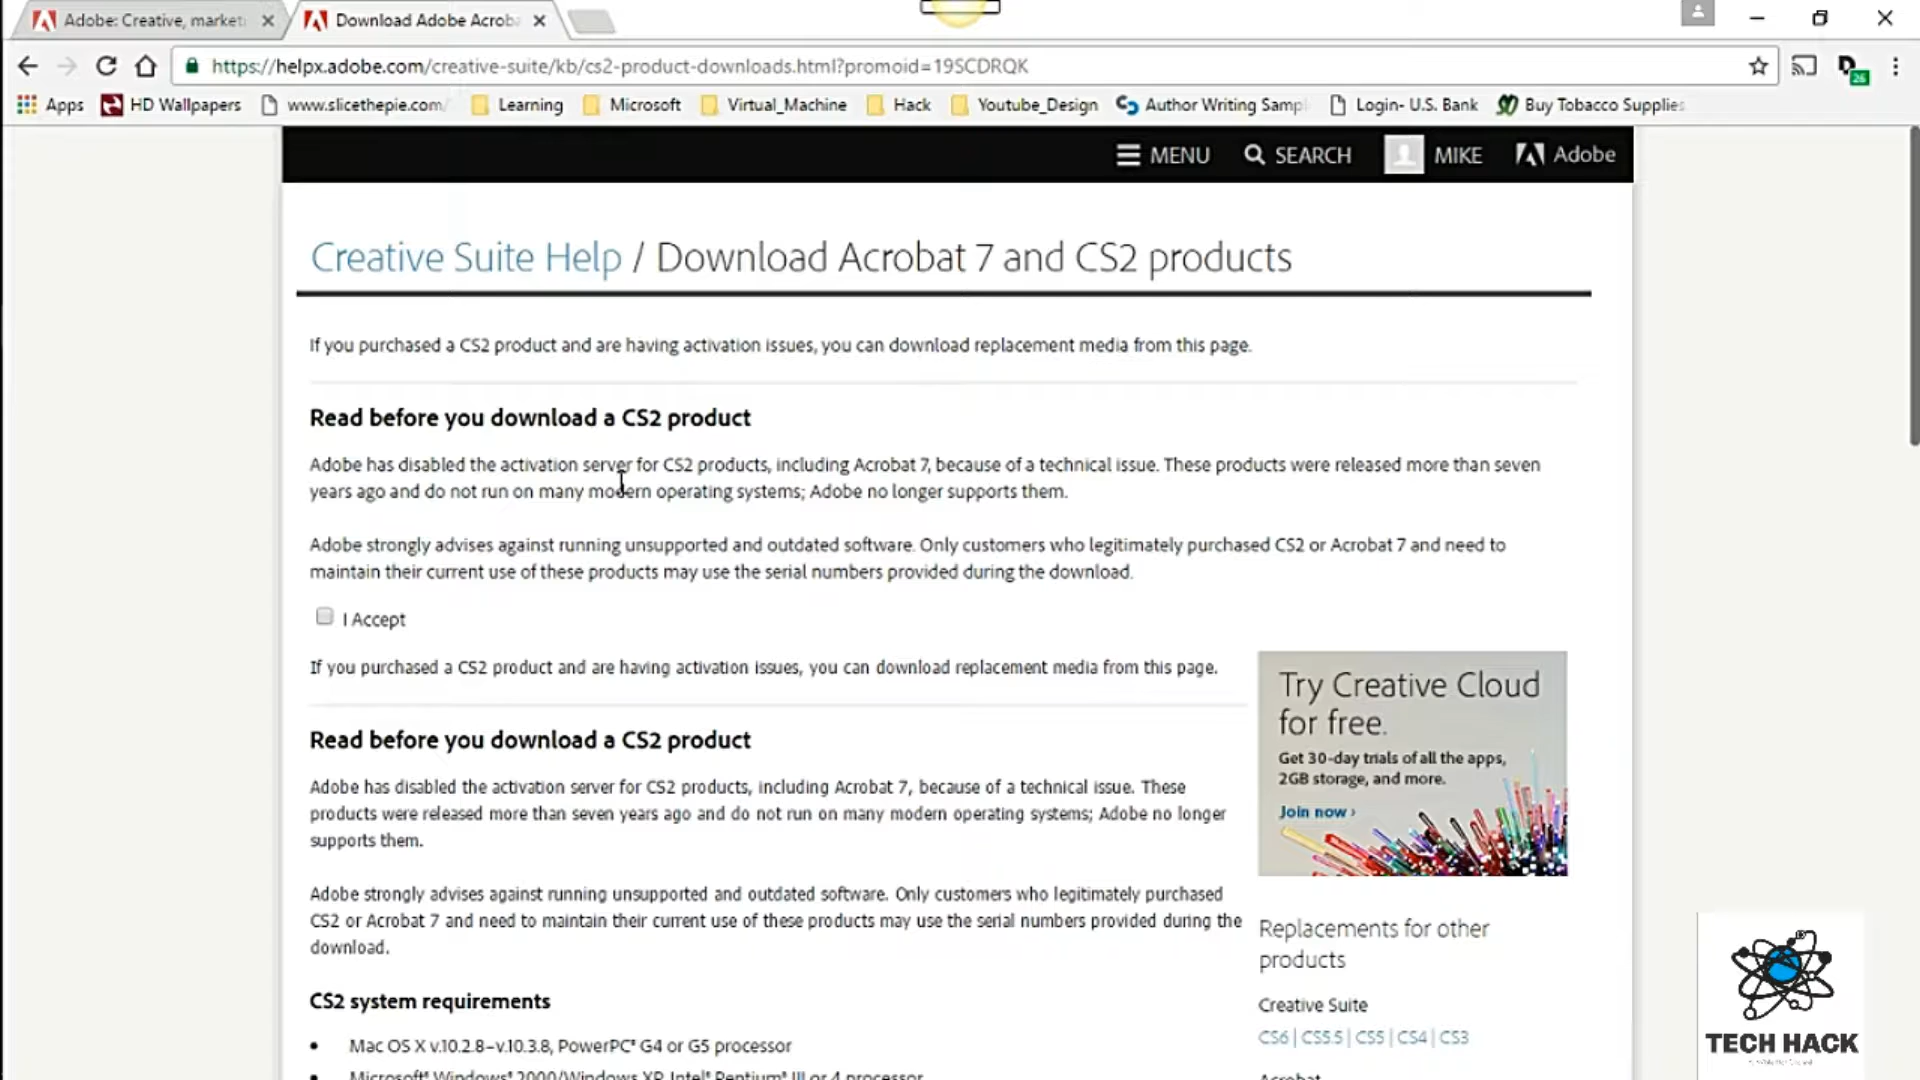 Adobe: Creative, market
Download Adobe Acroba
https://helpx.adobe.com/creative-suite/kb/cs2-product-downloads.html?promoid=19SCDRQK
26
Apps HD Wallpapers www.slicethepie.com/ Learning Microsoft Virtual_Machine Hack Youtube_Design Author Writing Samp Login- U.S. Bank Buy Tobacco Supplies
MENU SEARCH MIKE Adobe
Creative Suite Help / Download Acrobat 7 and CS2 products
If you purchased a CS2 product and are having activation issues, you can download replacement media from this page.
Read before you download a CS2 product
Adobe has disabled the activation server for CS2 products, including Acrobat 7, because of a technical issue. These products were released more than seven
years ago and do not run on many modern operating systems; Adobe no longer supports them.
Adobe strongly advises against running unsupported and outdated software. Only customers who legitimately purchased CS2 or Acrobat 7 and need to
maintain their current use of these products may use the serial numbers provided during the download.
I Accept
If you purchased a CS2 product and are having activation issues, you can download replacement media from this page.
Read before you download a CS2 product
Adobe has disabled the activation server for CS2 products, including Acrobat 7, because of a technical issue. These
products were released more than seven years ago and do not run on many modern operating systems; Adobe no longer
supports them.
Adobe strongly advises against running unsupported and outdated software. Only customers who legitimately purchased
CS2 or Acrobat 7 and need to maintain their current use of these products may use the serial numbers provided during the
download.
CS2 system requirements
• Mac OS X v.10.2.8–v.10.3.8, PowerPC® G4 or G5 processor
• Microsoft® Windows® 2000/Windows XP, Intel® Pentium® III or 4 processor
Try Creative Cloud
for free.
Get 30-day trials of all the apps,
2GB storage, and more.
Join now ›
Replacements for other
products
Creative Suite
CS6 | CS5.5 | CS5 | CS4 | CS3
Acrobat
TECH HACK